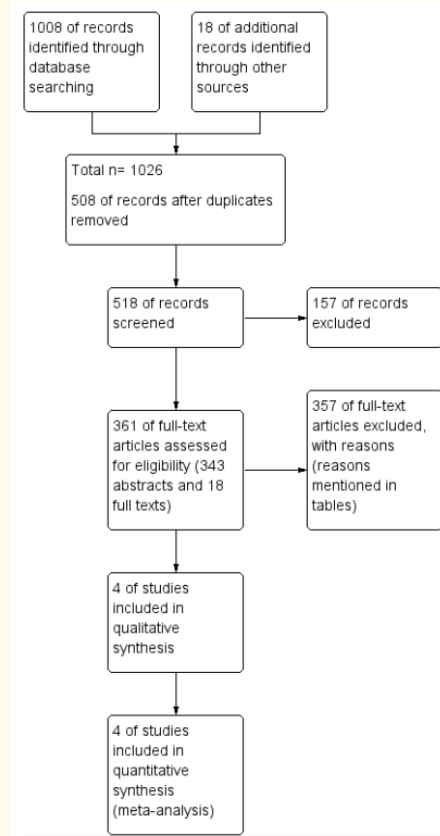 1008 of records
identified through
database
searching
18 of additional
records identified
through other
sources
Total n= 1026
508 of records after duplicates
removed
518 of records
screened
157 of records
excluded
361 of full-text
articles assessed
for eligibility (343
abstracts and 18
full texts)
357 of full-text
articles excluded,
with reasons
(reasons
mentioned in
tables)
4 of studies
included in
qualitative
synthesis
4 of studies
included in
quantitative
synthesis
(meta-analysis)